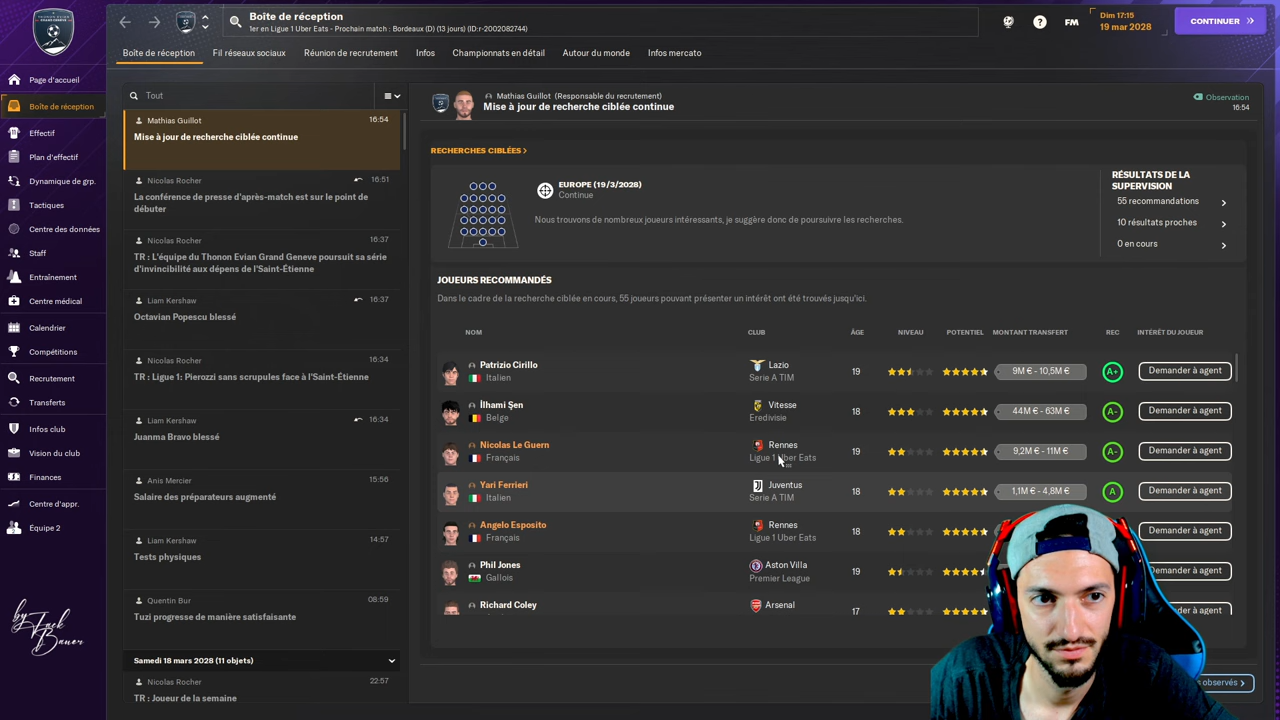 Boîte de réception
1er en Ligue 1 Uber Eats - Prochain match : Bordeaux (D) (13 jours) (ID:r-2002082744)
FM
Dim 17:15
19 mar 2028
CONTINUER
Page d'accueil
Boîte de réception
Effectif
Plan d'effectif
Dynamique de grp.
Tactiques
Centre des données
Staff
Entraînement
Centre médical
Calendrier
Compétitions
Recrutement
Transferts
Infos club
Vision du club
Finances
Centre d'appr.
Équipe 2
by Jack Bauer
Boîte de réception
Fil réseaux sociaux
Réunion de recrutement
Infos
Championnats en détail
Autour du monde
Infos mercato
Tout
Mathias Guillot 16:54
Mise à jour de recherche ciblée continue
Nicolas Rocher 16:51
La conférence de presse d'après-match est sur le point de
débuter
Nicolas Rocher 16:37
TR : L'équipe du Thonon Evian Grand Geneve poursuit sa série
d'invincibilité aux dépens de l'Saint-Étienne
Liam Kershaw 16:37
Octavian Popescu blessé
Nicolas Rocher 16:34
TR : Ligue 1: Pierozzi sans scrupules face à l'Saint-Étienne
Liam Kershaw 16:34
Juanma Bravo blessé
Anis Mercier 15:56
Salaire des préparateurs augmenté
Liam Kershaw 14:57
Tests physiques
Quentin Bur 08:59
Tuzi progresse de manière satisfaisante
Samedi 18 mars 2028 (11 objets)
Nicolas Rocher 22:57
TR : Joueur de la semaine
Mathias Guillot (Responsable du recrutement)
Mise à jour de recherche ciblée continue
Observation
16:54
RECHERCHES CIBLÉES >
EUROPE (19/3/2028)
Continue
Nous trouvons de nombreux joueurs intéressants, je suggère donc de poursuivre les recherches.
RÉSULTATS DE LA
SUPERVISION
55 recommandations
10 résultats proches
0 en cours
JOUEURS RECOMMANDÉS
Dans le cadre de la recherche ciblée en cours, 55 joueurs pouvant présenter un intérêt ont été trouvés jusqu'ici.
NOM CLUB ÂGE NIVEAU POTENTIEL MONTANT TRANSFERT REC INTÉRÊT DU JOUEUR
Patrizio Cirillo Lazio
Italien Serie A TIM 19 9M € - 10,5M € A+ Demander à agent
İlhami Şen Vitesse
Belge Eredivisie 18 44M € - 63M € A- Demander à agent
Nicolas Le Guern Rennes
Français Ligue 1 Uber Eats 19 9,2M € - 11M € A- Demander à agent
Yari Ferrieri Juventus
Italien Serie A TIM 18 1,1M € - 4,8M € A Demander à agent
Angelo Esposito Rennes
Français Ligue 1 Uber Eats 18 Demander à agent
Phil Jones Aston Villa
Gallois Premier League 19 Demander à agent
Richard Coley Arsenal
17 à agent
observés >